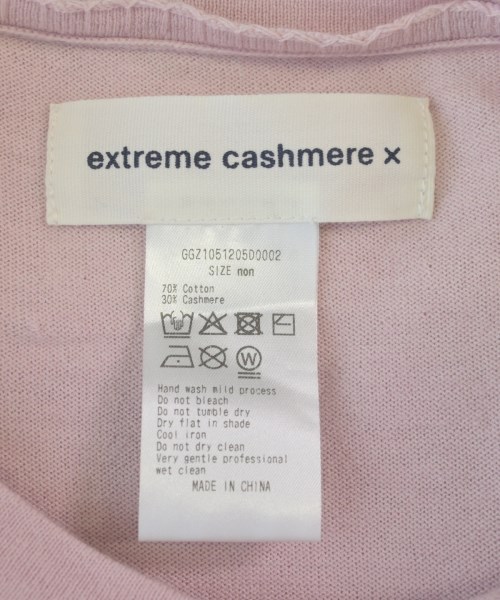 extreme cashmere x
GGZ105120500002
SIZE non
70% Cotton
30% Cashmere
W
Hand wash mild process
Do not bleach
Do not tumble dry
Dry flat in shade
Cool iron
Do not dry clean
Very gentle professional
wet clean
MADE IN CHINA